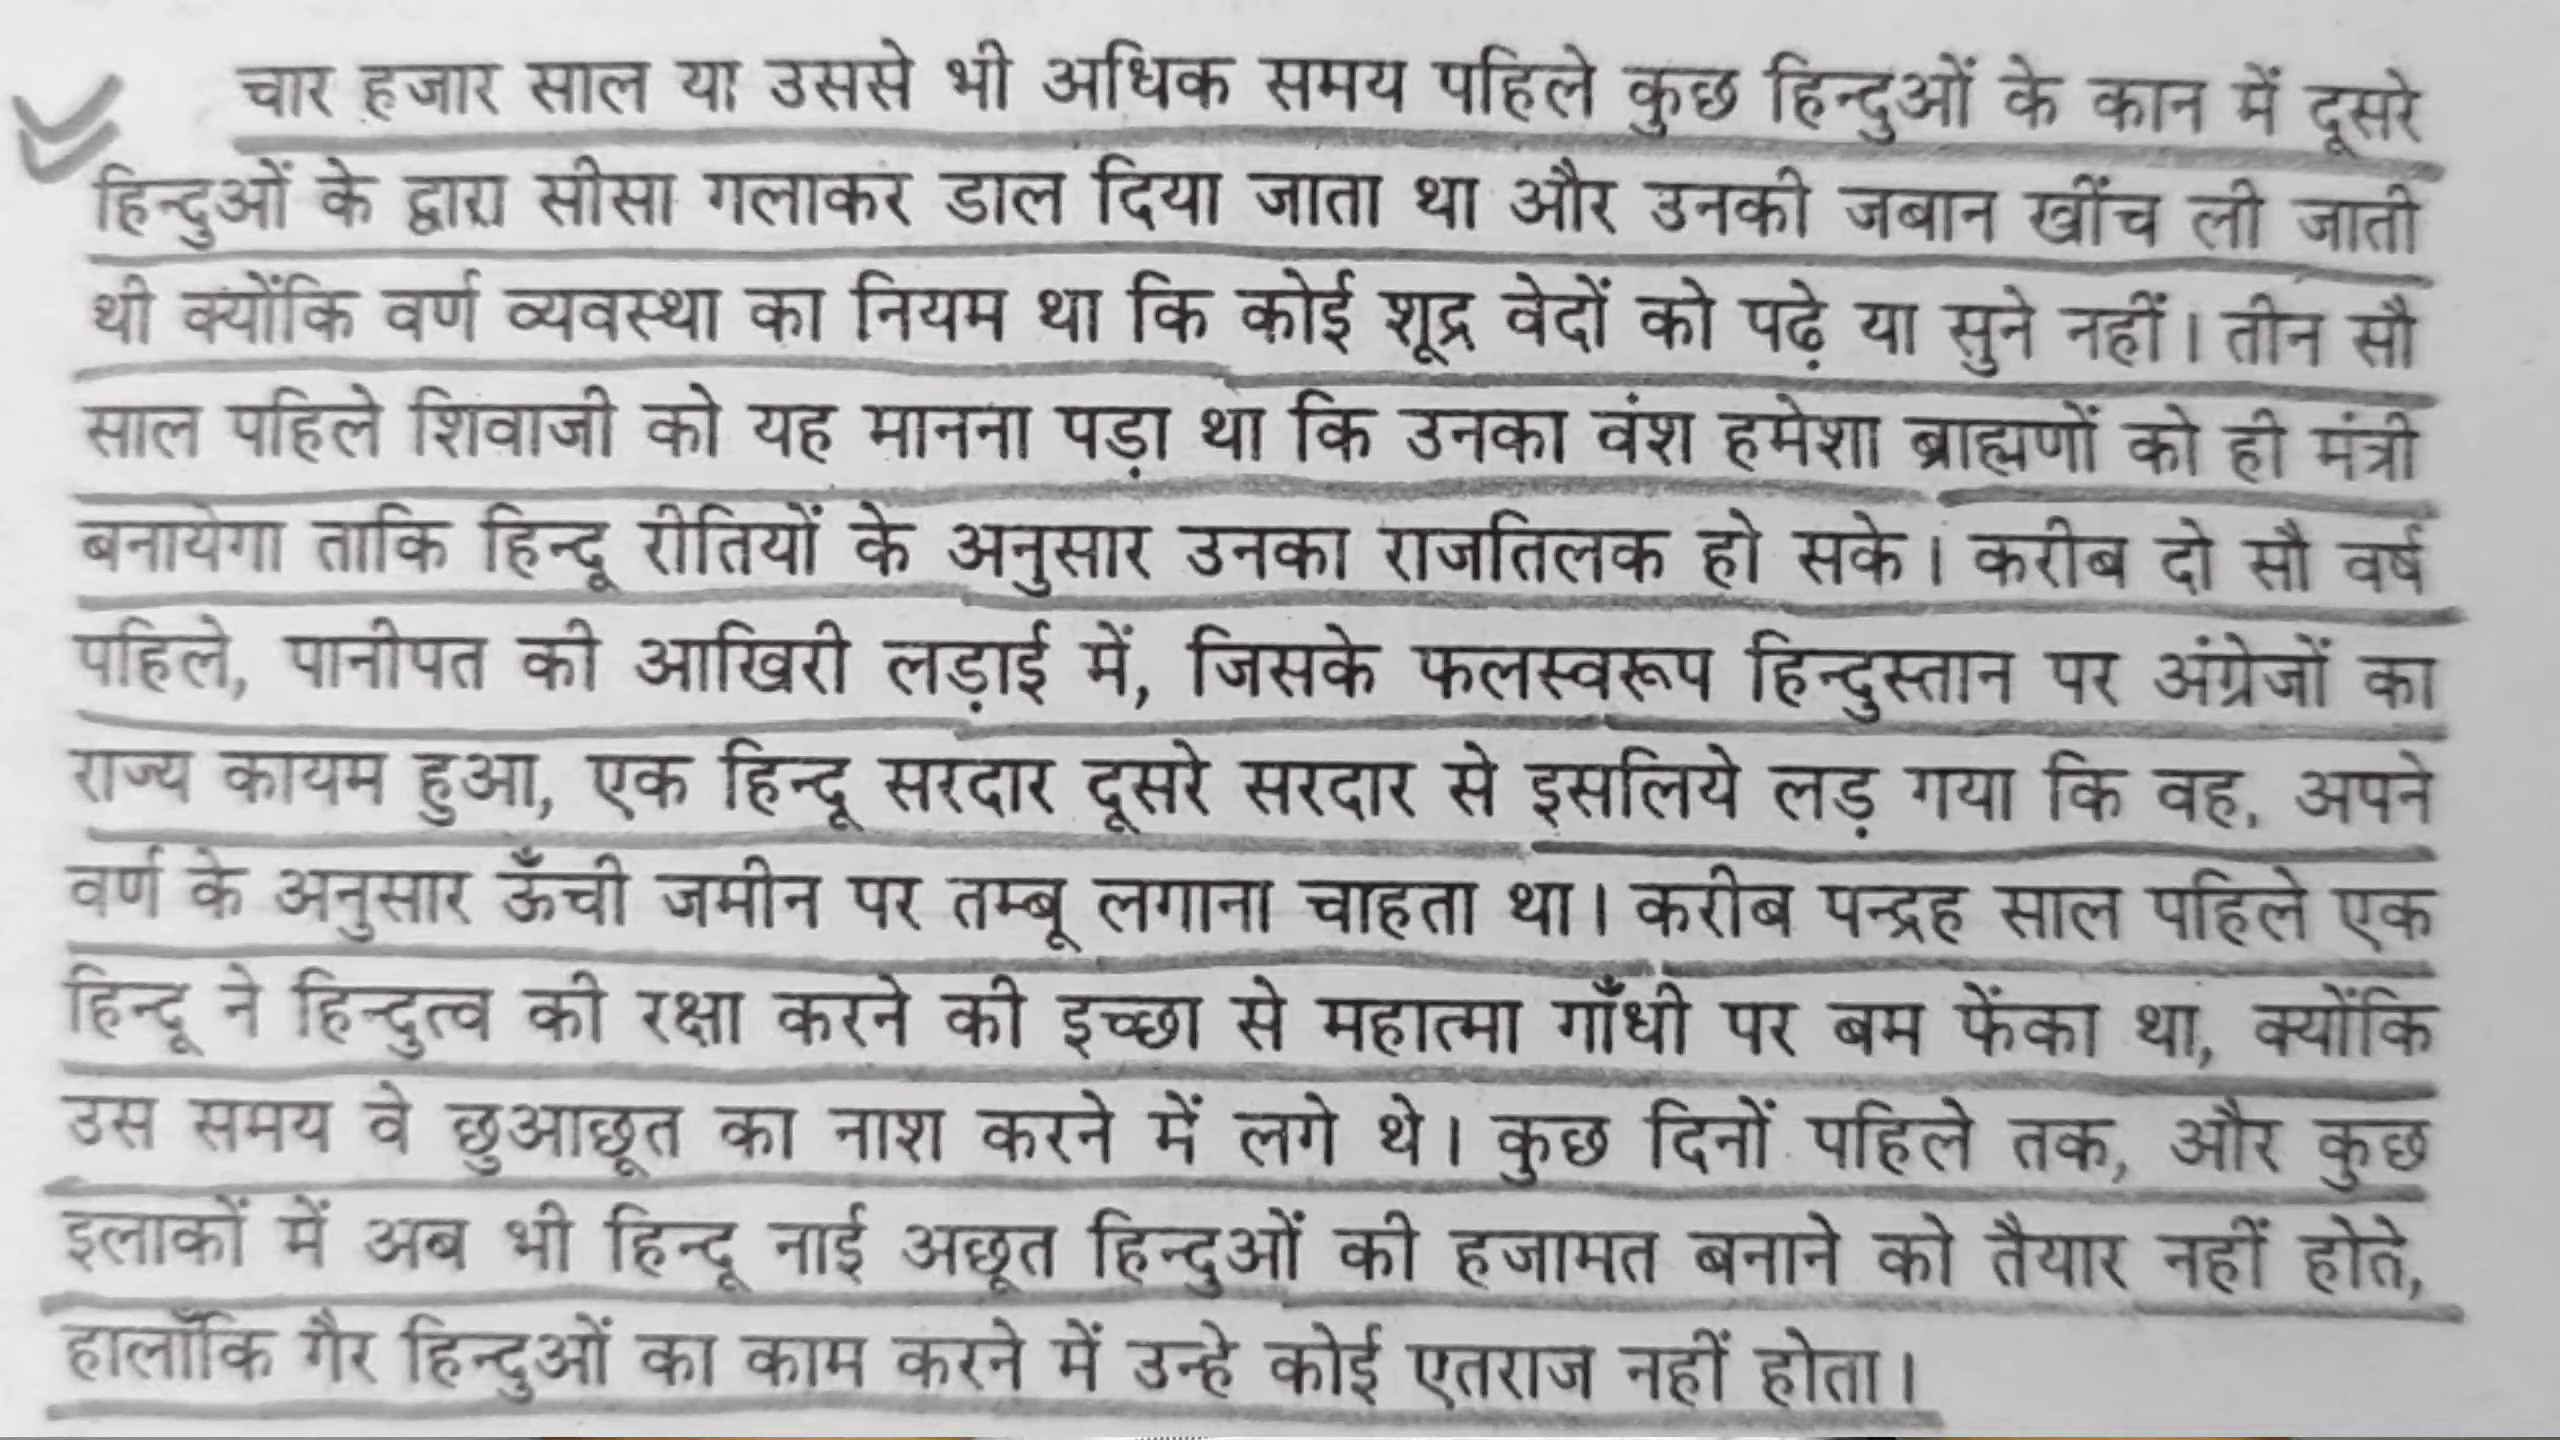 चार हजार साल या उससे भी अधिक समय पहिले कुछ हिन्दुओं के कान में दूसरे
हिन्दुओं के द्वारा सीसा गलाकर डाल दिया जाता था और उनकी जबान खींच ली जाती
थी क्योंकि वर्ण व्यवस्था का नियम था कि कोई शूद्र वेदों को पढ़े या सुने नहीं। तीन सौ
साल पहिले शिवाजी को यह मानना पड़ा था कि उनका वंश हमेशा ब्राह्मणों को ही मंत्री
बनायेगा ताकि हिन्दू रीतियों के अनुसार उनका राजतिलक हो सके। करीब दो सौ वर्ष
पहिले, पानीपत की आखिरी लड़ाई में, जिसके फलस्वरूप हिन्दुस्तान पर अंग्रेजों का
राज्य कायम हुआ, एक हिन्दू सरदार दूसरे सरदार से इसलिये लड़ गया कि वह, अपने
वर्ण के अनुसार ऊँची जमीन पर तम्बू लगाना चाहता था। करीब पन्द्रह साल पहिले एक
हिन्दू ने हिन्दुत्व की रक्षा करने की इच्छा से महात्मा गाँधी पर बम फेंका था, क्योंकि
उस समय वे छुआछूत का नाश करने में लगे थे। कुछ दिनों पहिले तक, और कुछ
इलाकों में अब भी हिन्दू नाई अछूत हिन्दुओं की हजामत बनाने को तैयार नहीं होते,
हालाँकि गैर हिन्दुओं का काम करने में उन्हे कोई एतराज नहीं होता।